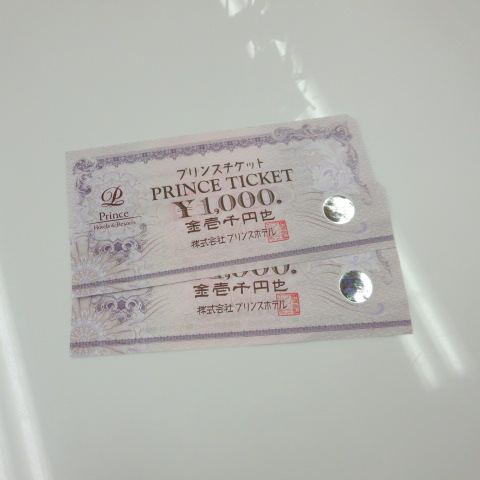 プリンスチケット
PRINCE TICKET
¥1,000.
金壱千円也
株式会社プリンスホテル
Prince
Hotels & Resorts
金壱千円也
株式会社プリンスホテル